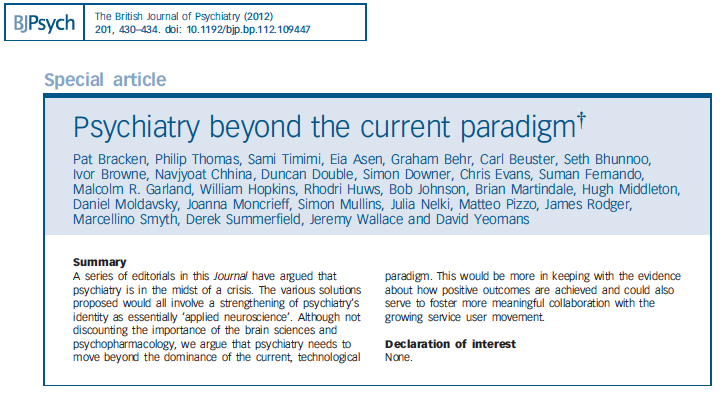 BJPsych
The British Journal of Psychiatry (2012)
201, 430–434. doi: 10.1192/bjp.bp.112.109447
Special article
Psychiatry beyond the current paradigm†
Pat Bracken, Philip Thomas, Sami Timimi, Eia Asen, Graham Behr, Carl Beuster, Seth Bhunnoo,
Ivor Browne, Navjyoat Chhina, Duncan Double, Simon Downer, Chris Evans, Suman Fernando,
Malcolm R. Garland, William Hopkins, Rhodri Huws, Bob Johnson, Brian Martindale, Hugh Middleton,
Daniel Moldavsky, Joanna Moncrieff, Simon Mullins, Julia Nelki, Matteo Pizzo, James Rodger,
Marcellino Smyth, Derek Summerfield, Jeremy Wallace and David Yeomans
Summary
A series of editorials in this Journal have argued that
psychiatry is in the midst of a crisis. The various solutions
proposed would all involve a strengthening of psychiatry's
identity as essentially 'applied neuroscience'. Although not
discounting the importance of the brain sciences and
psychopharmacology, we argue that psychiatry needs to
move beyond the dominance of the current, technological
paradigm. This would be more in keeping with the evidence
about how positive outcomes are achieved and could also
serve to foster more meaningful collaboration with the
growing service user movement.
Declaration of interest
None.